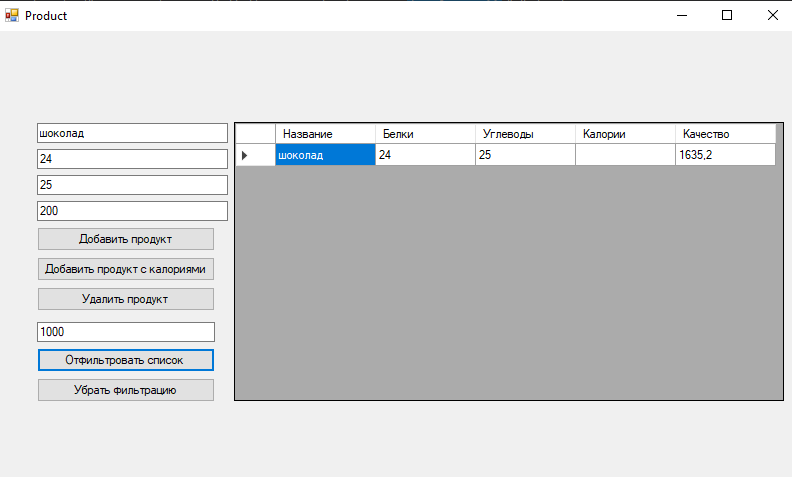 Product
шоколад
24
25
200
Добавить продукт
Добавить продукт с калориями
Удалить продукт
1000
Отфильтровать список
Убрать фильтрацию
Название Белки Углеводы Калории Качество
шоколад 24 25 1635,2